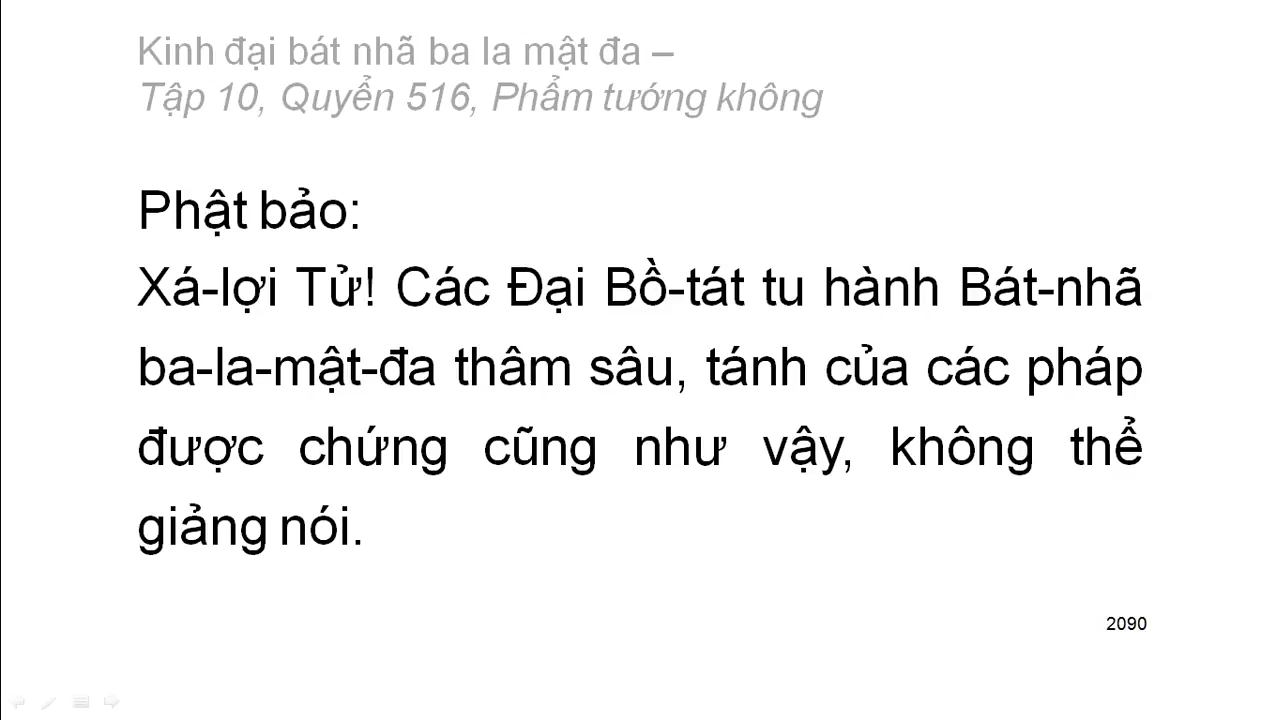 Kinh đại bát nhã ba la mật đa –
Tập 10, Quyển 516, Phẩm tướng không
Phật bảo:
Xá-lợi Tử! Các Đại Bồ-tát tu hành Bát-nhã
ba-la-mật-đa thâm sâu, tánh của các pháp
được chứng cũng như vậy, không thể
giảng nói.
2090